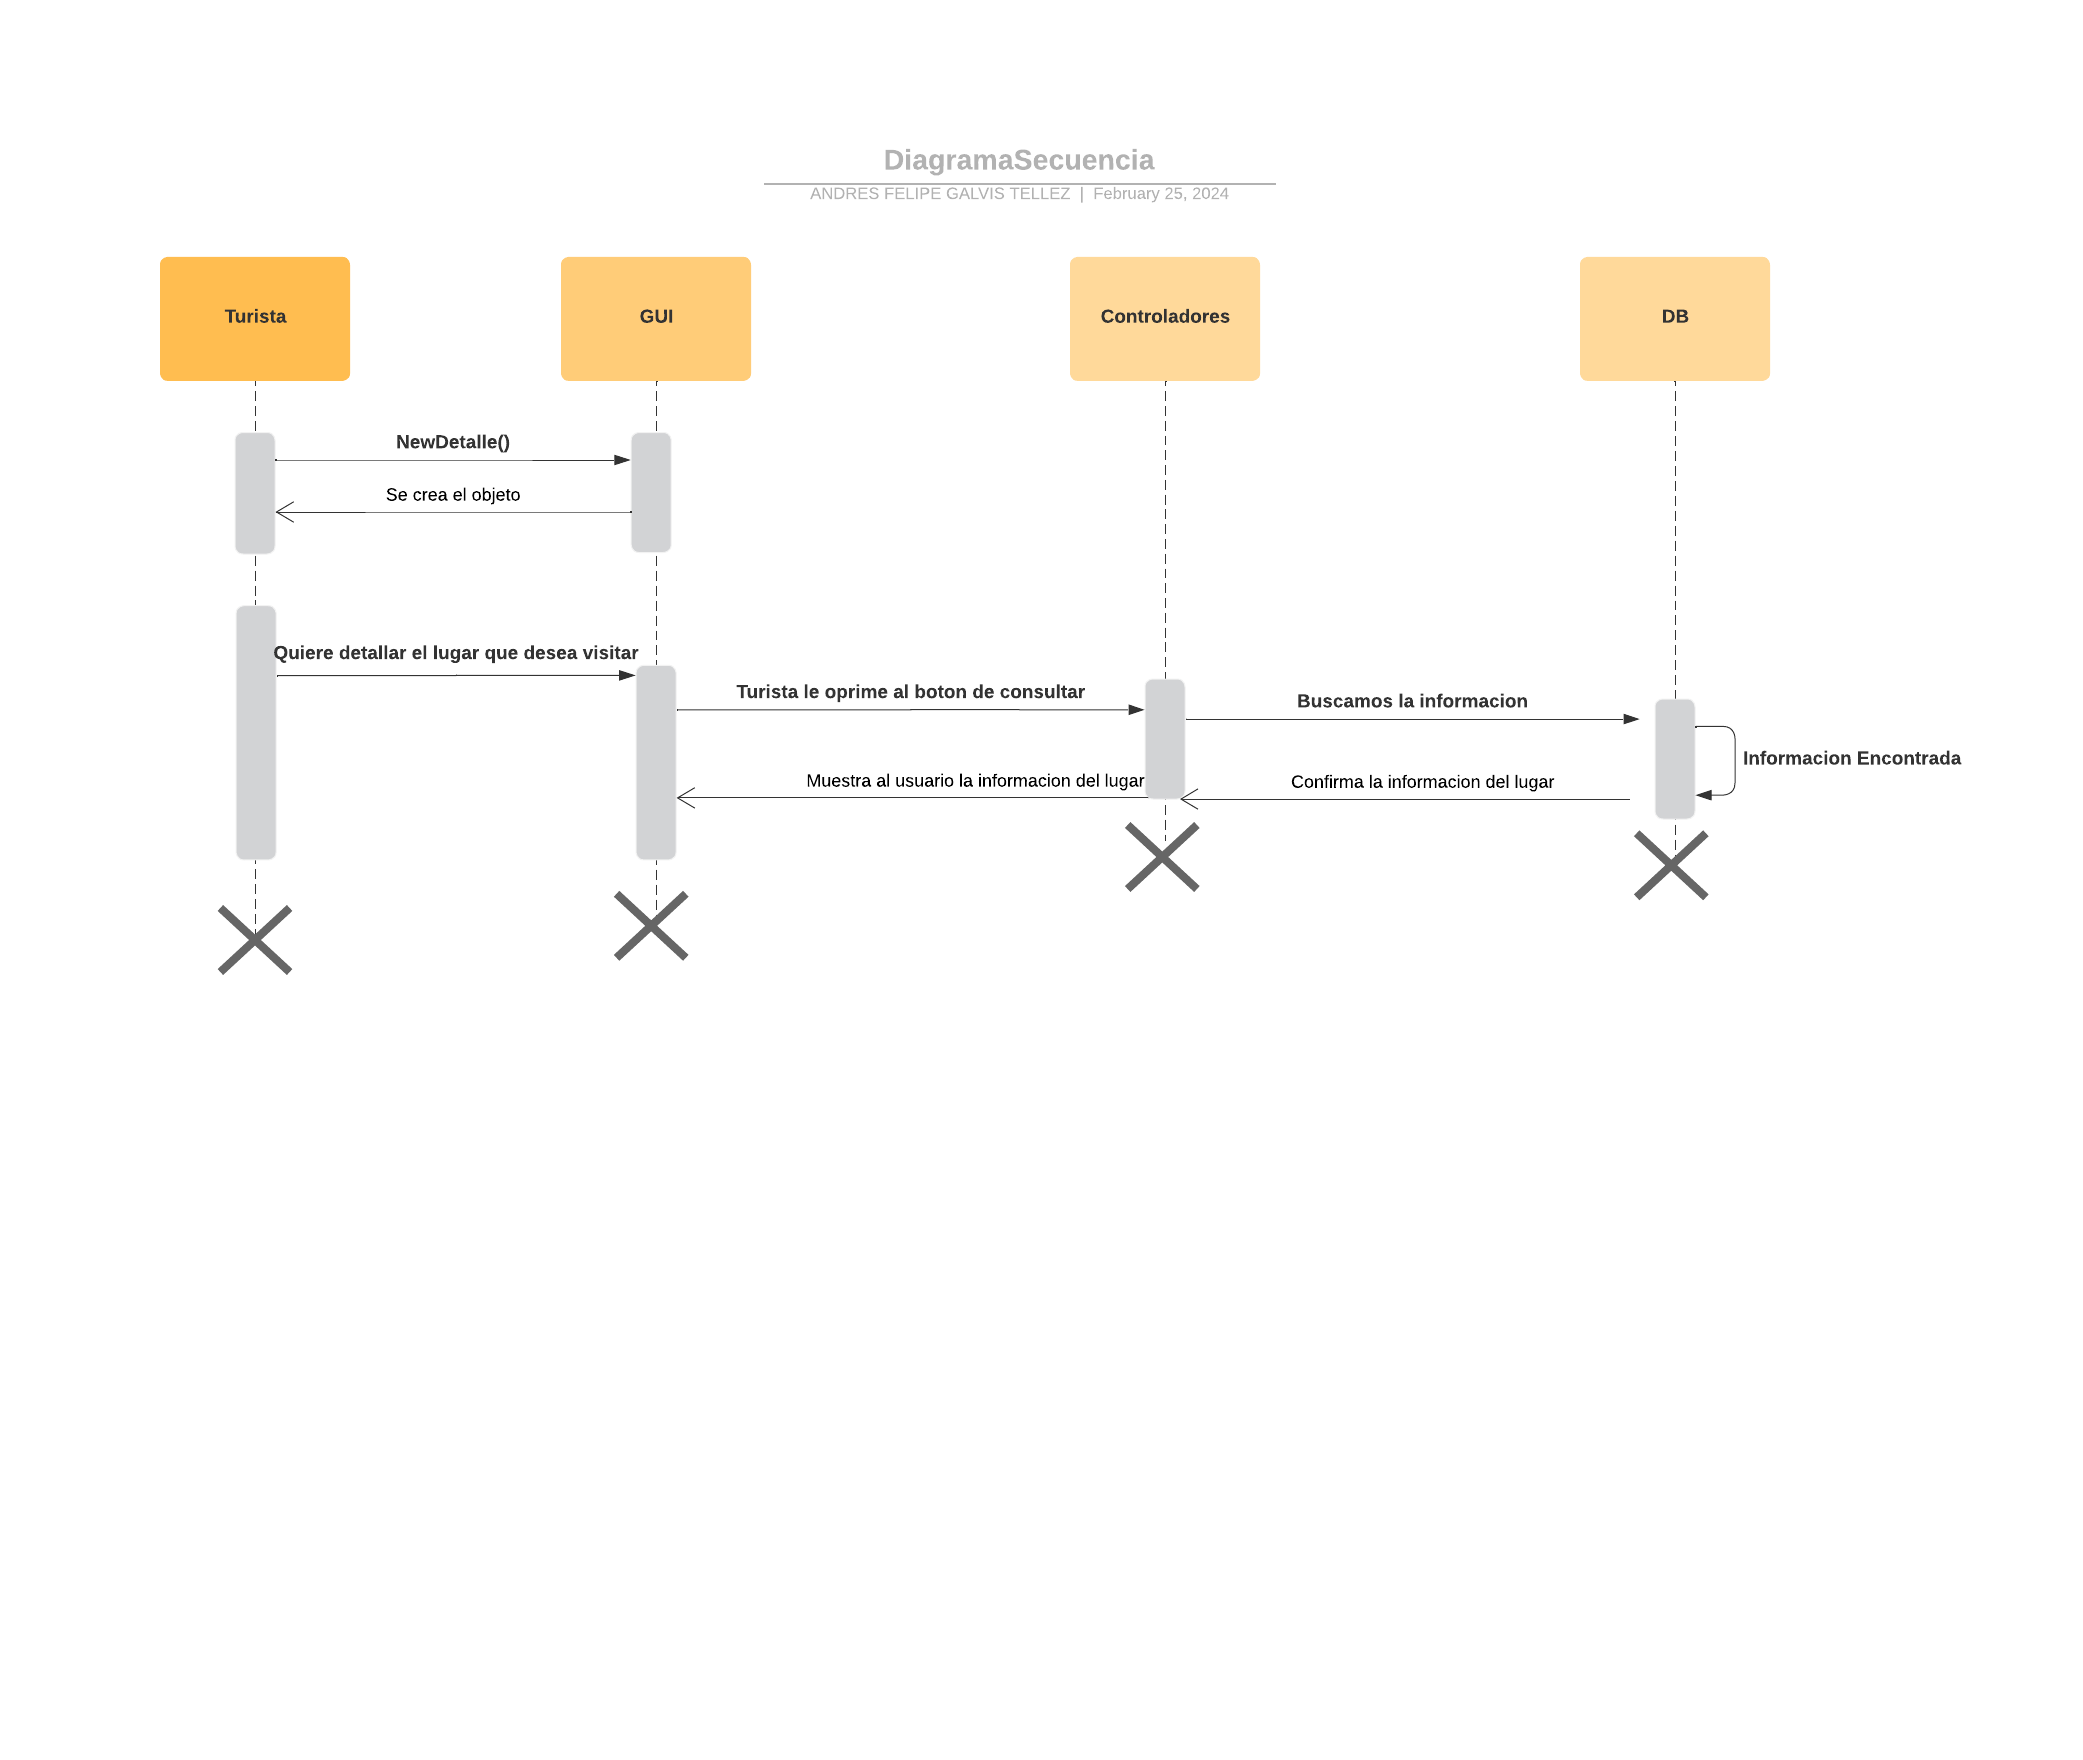 DiagramaSecuencia
ANDRES FELIPE GALVIS TELLEZ | February 25, 2024
Turista
GUI
Controladores
DB
NewDetalle()
Se crea el objeto
Quiere detallar el lugar que desea visitar
Turista le oprime al boton de consultar
Buscamos la informacion
Informacion Encontrada
Muestra al usuario la informacion del lugar
Confirma la informacion del lugar